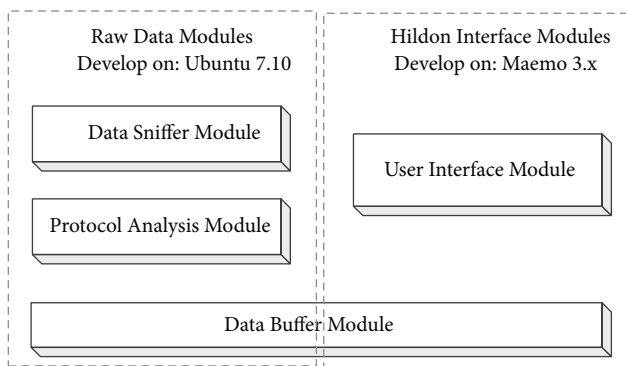 Raw Data Modules
Develop on: Ubuntu 7.10
Data Sniffer Module
Protocol Analysis Module
Hildon Interface Modules
Develop on: Maemo 3.x
User Interface Module
Data Buffer Module